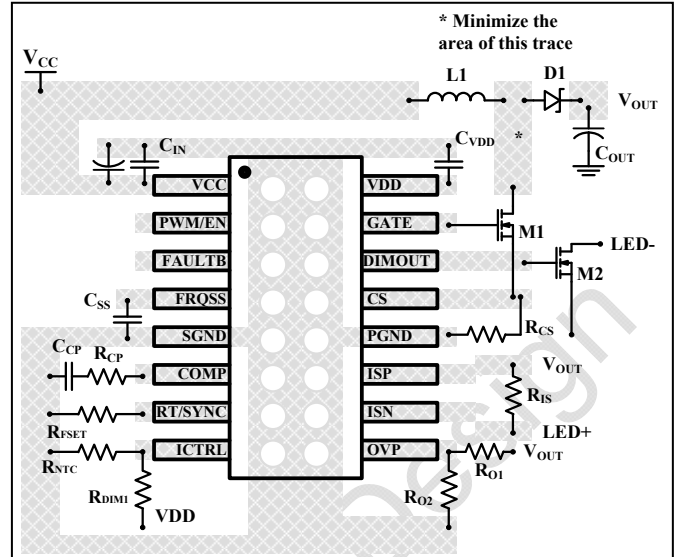 * Minimize the
area of this trace
VCC
L1
D1
VOUT
*
CIN
CVDD
COUT
VCC
VDD
PWM/EN
GATE
M1
LED-
FAULTB
DIMOUT
M2
CSS
FRQSS
CS
SGND
PGND
RCS
CCP
RCP
COMP
ISP
VOUT
RIS
RT/SYNC
ISN
RFSET
LED+
RNTC
ICTRL
OVP
RO1
VOUT
RDIM1
RO2
VDD
Design